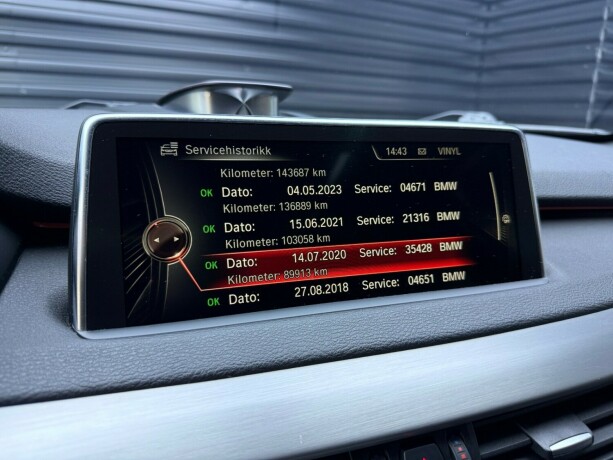 Servicehistorikk 14:43 VINYL
Kilometer: 143687 km
OK Dato: 04.05.2023 Service: 04671 BMW
Kilometer: 136889 km
OK Dato: 15.06.2021 Service: 21316 BMW
Kilometer: 103058 km
OK Dato: 14.07.2020 Service: 35428 BMW
Kilometer: 89913 km
OK Dato: 27.08.2018 Service: 04651 BMW